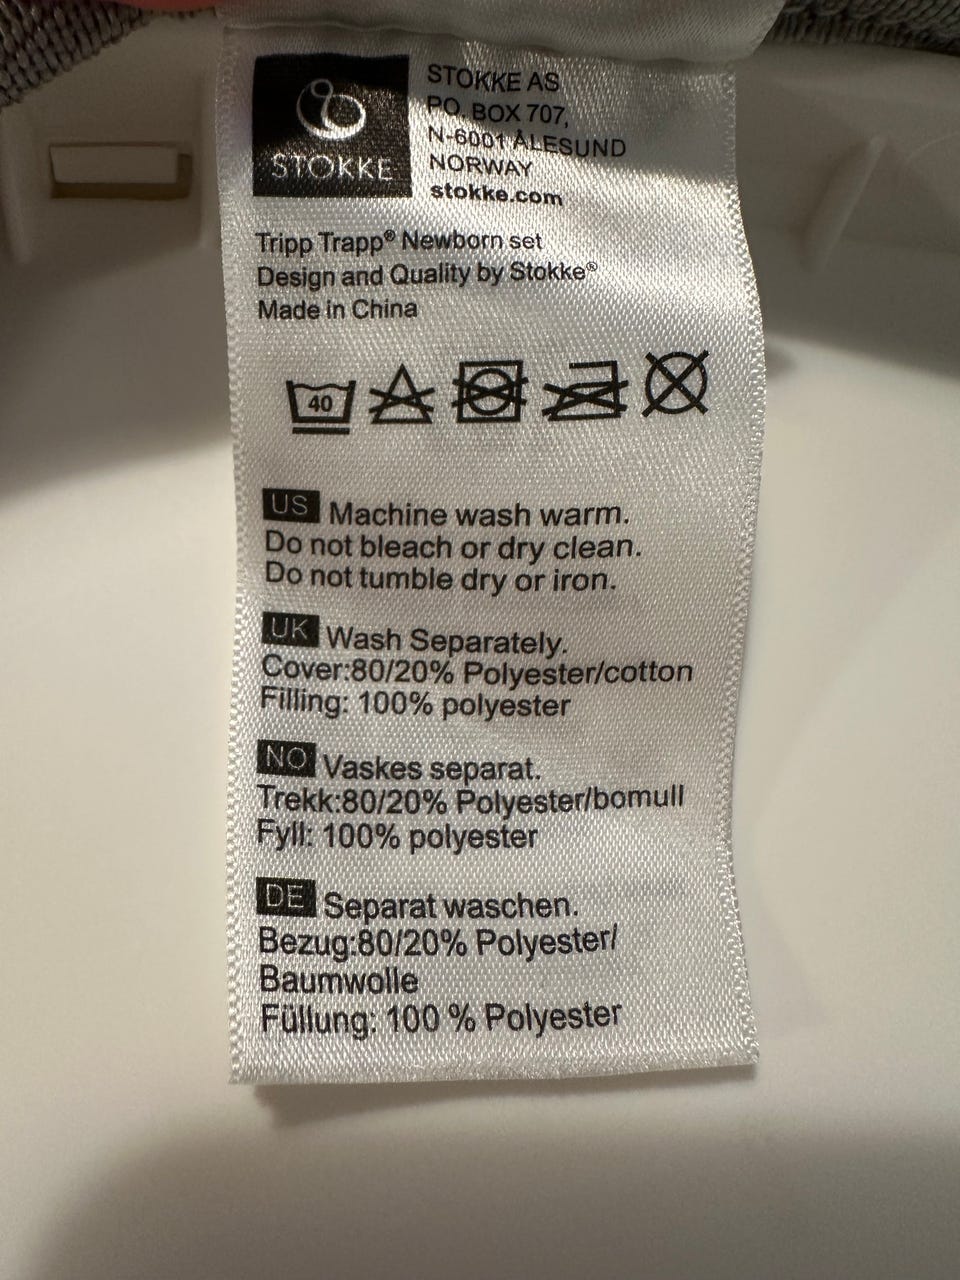 STOKKE
STOKKE AS
PO. BOX 707,
N-6001 ÅLESUND
NORWAY
stokke.com
Tripp Trapp® Newborn set
Design and Quality by Stokke®
Made in China
40
US Machine wash warm.
Do not bleach or dry clean.
Do not tumble dry or iron.
UK Wash Separately.
Cover:80/20% Polyester/cotton
Filling: 100% polyester
NO Vaskes separat.
Trekk:80/20% Polyester/bomull
Fyll: 100% polyester
DE Separat waschen.
Bezug:80/20% Polyester/
Baumwolle
Füllung: 100 % Polyester